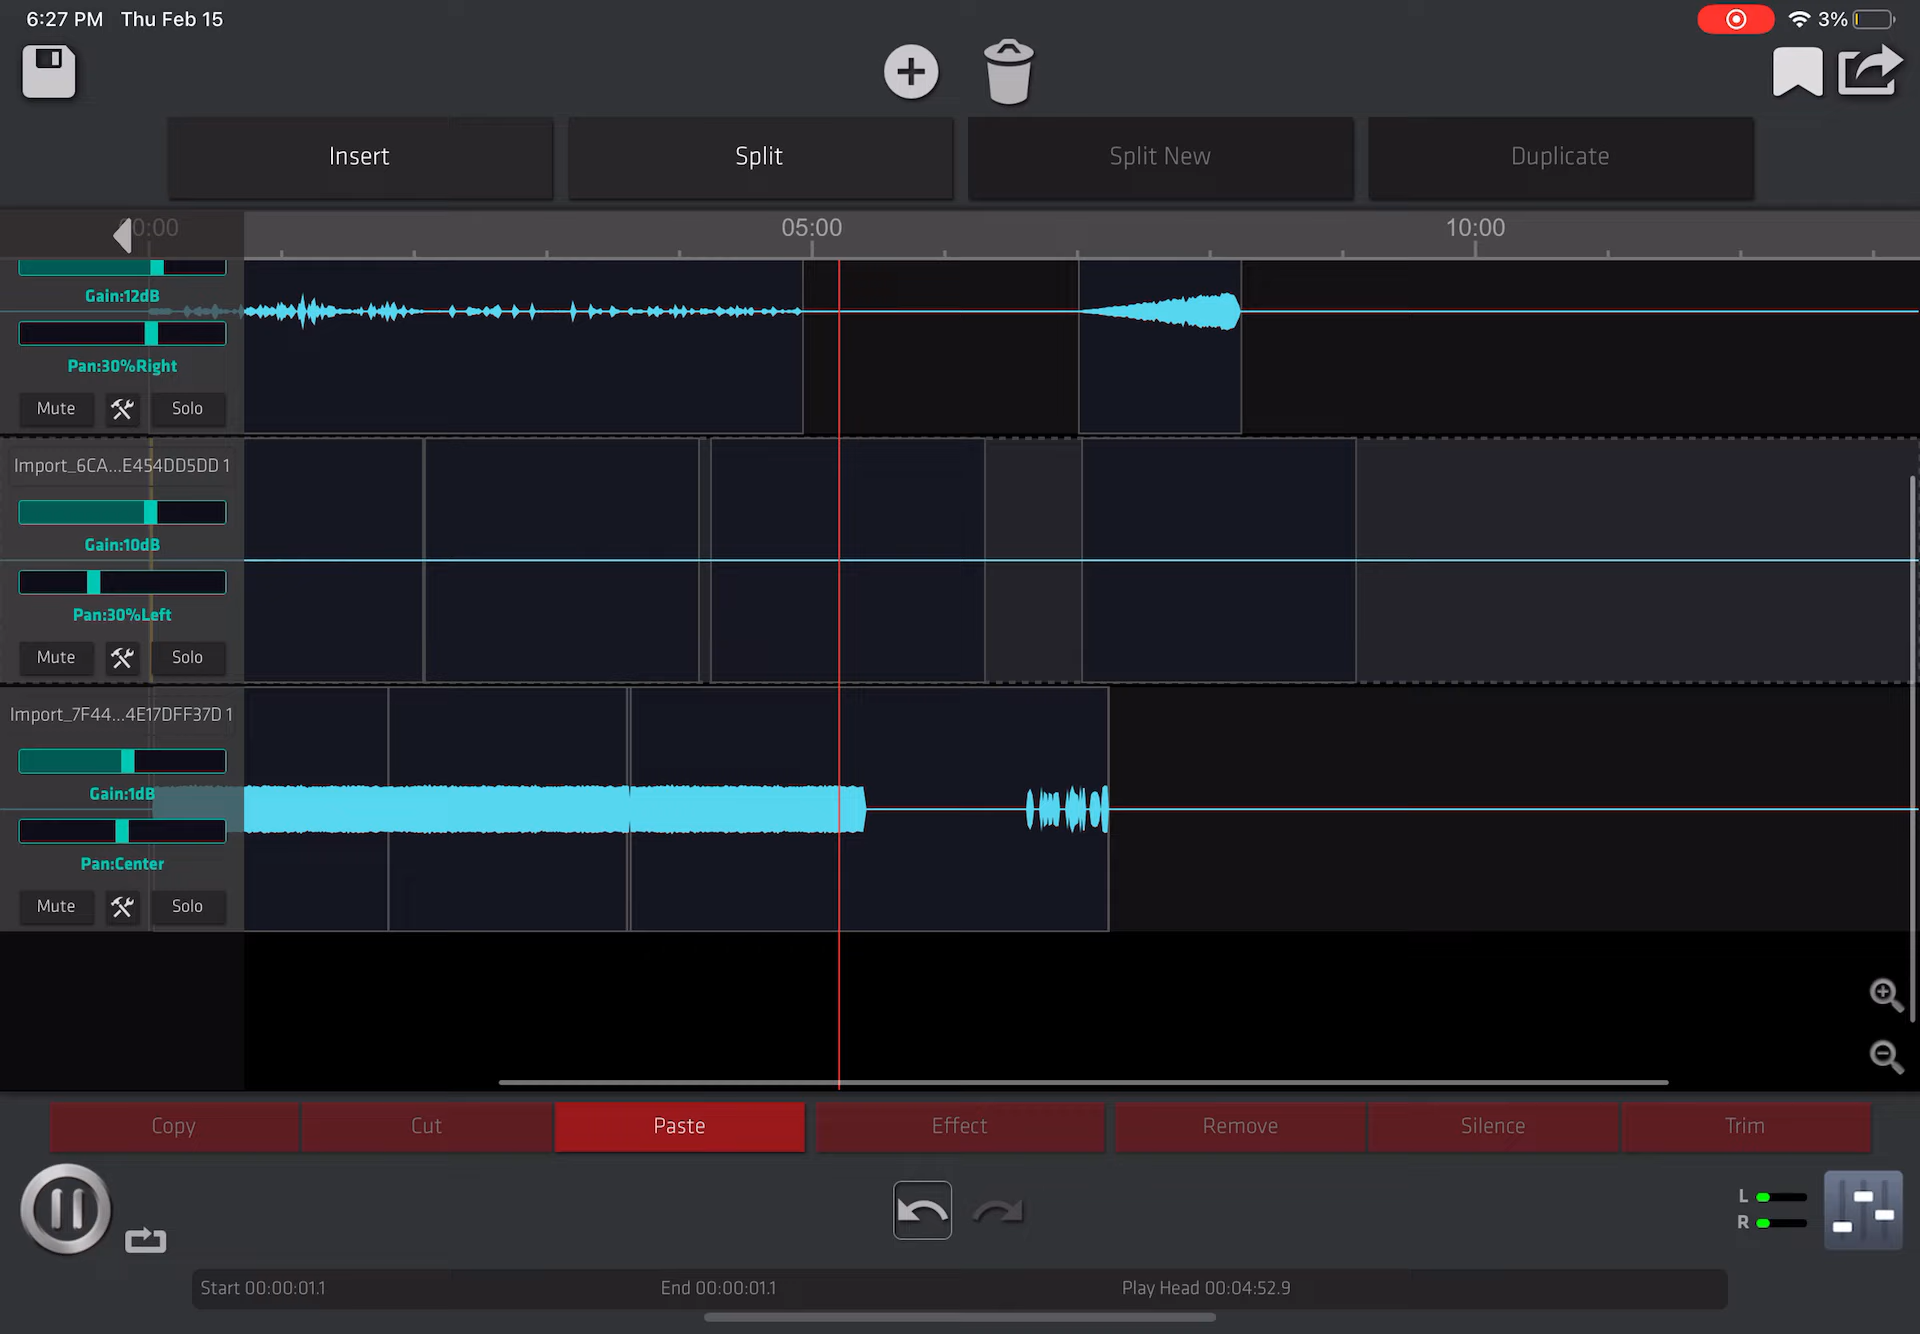 6:27 PM Thu Feb 15
3%
Insert
Split
Split New
Duplicate
0:00
05:00
10:00
Gain:12dB
Pan:30%Right
Mute
Solo
Import_6CA...E454DD5DD 1
Gain:10dB
Pan:30%Left
Mute
Solo
Import_7F44...4E17DFF37D 1
Gain:1dB
Pan:Center
Mute
Solo
Copy
Cut
Paste
Effect
Remove
Silence
Trim
L
R
Start 00:00:01.1
End 00:00:01.1
Play Head 00:04:52.9